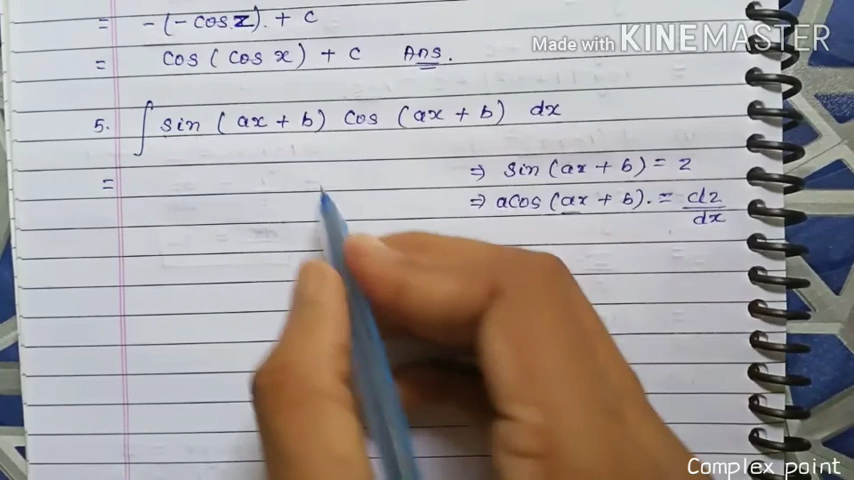 = -(-cos z). + c
Made with KINEMASTER
= cos (cos x) + c Ans.
5. ∫ sin (ax + b) cos (ax + b) dx
⇒ sin (ax + b) = z
=
⇒ a cos (ax + b). = dz/dx
Complex point